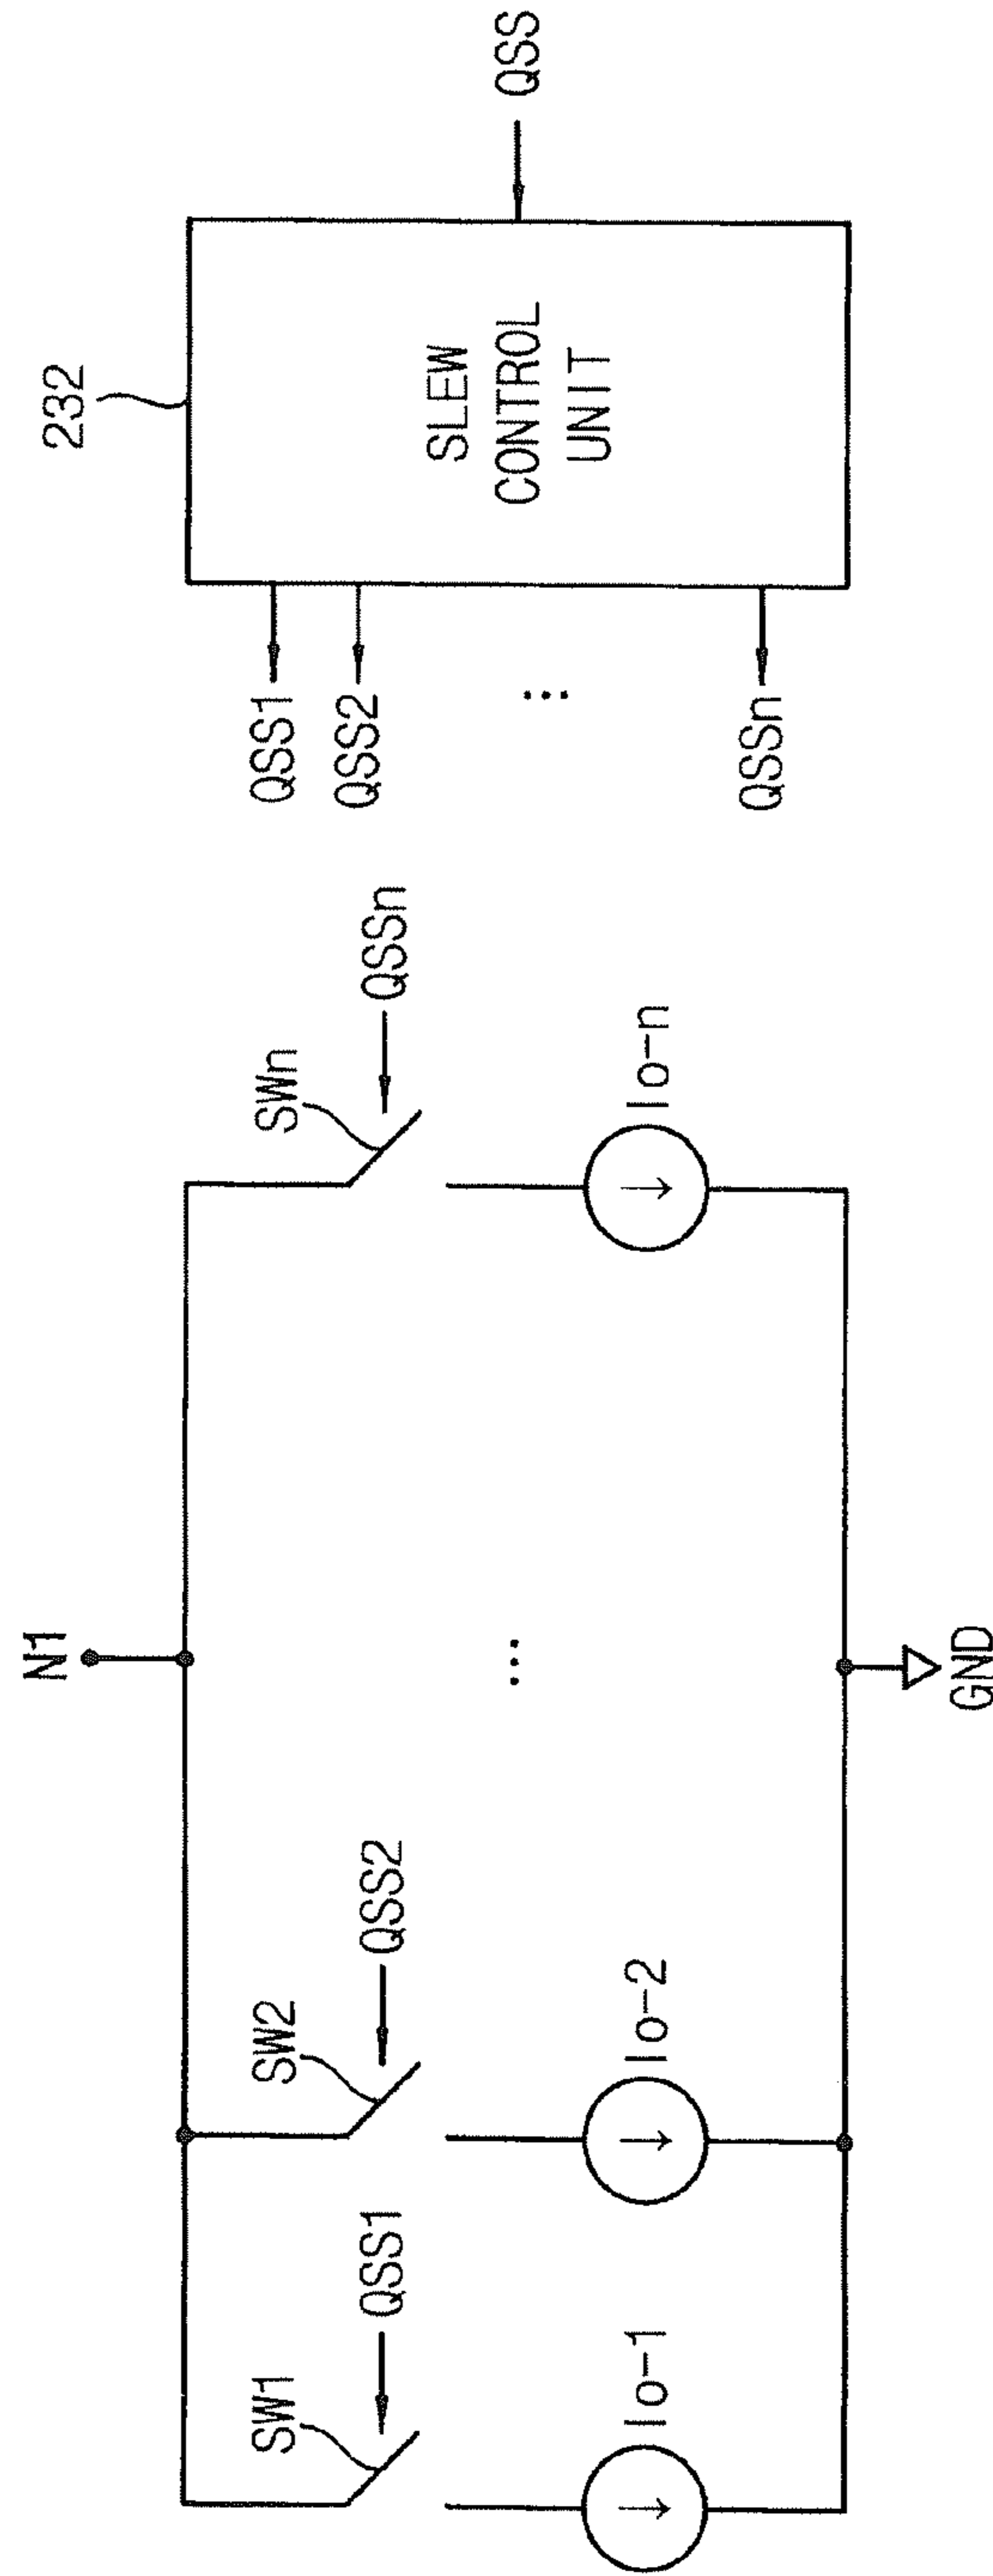 N1
SW1
QSS1
SW2
QSS2
SWn
QSSn
...
Io-1
Io-2
Io-n
GND
232
SLEW
CONTROL
UNIT
QSS1
QSS2
...
QSSn
QSS